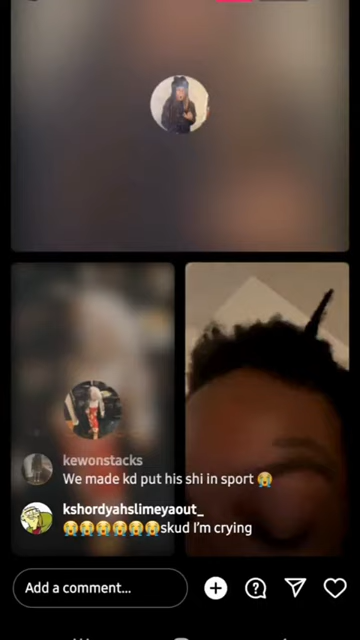 kewonstacks
We made kd put his shi in sport 😭
kshordyahslimeyaout_
😭😭😭😭😭😭skud I'm crying
Add a comment...